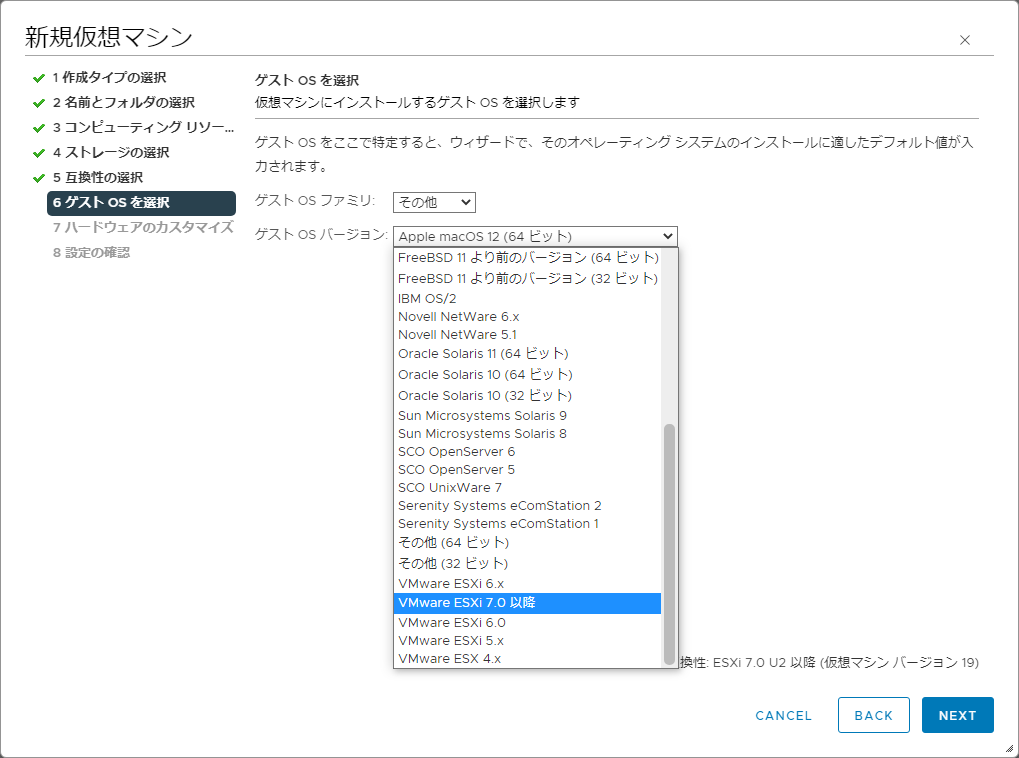 新規仮想マシン
1 作成タイプの選択
2 名前とフォルダの選択
3 コンピューティング リソー...
4 ストレージの選択
5 互換性の選択
6 ゲスト OS を選択
7 ハードウェアのカスタマイズ
8 設定の確認
ゲスト OS を選択
仮想マシンにインストールするゲスト OS を選択します
ゲスト OS をここで特定すると、ウィザードで、そのオペレーティング システムのインストールに適したデフォルト値が入
力されます。
ゲスト OS ファミリ: その他
ゲスト OS バージョン: Apple macOS 12 (64 ビット)
FreeBSD 11 より前のバージョン (64 ビット)
FreeBSD 11 より前のバージョン (32 ビット)
IBM OS/2
Novell NetWare 6.x
Novell NetWare 5.1
Oracle Solaris 11 (64 ビット)
Oracle Solaris 10 (64 ビット)
Oracle Solaris 10 (32 ビット)
Sun Microsystems Solaris 9
Sun Microsystems Solaris 8
SCO OpenServer 6
SCO OpenServer 5
SCO UnixWare 7
Serenity Systems eComStation 2
Serenity Systems eComStation 1
その他 (64 ビット)
その他 (32 ビット)
VMware ESXi 6.x
VMware ESXi 7.0 以降
VMware ESXi 6.0
VMware ESXi 5.x
VMware ESX 4.x
換性: ESXi 7.0 U2 以降 (仮想マシン バージョン 19)
CANCEL
BACK
NEXT